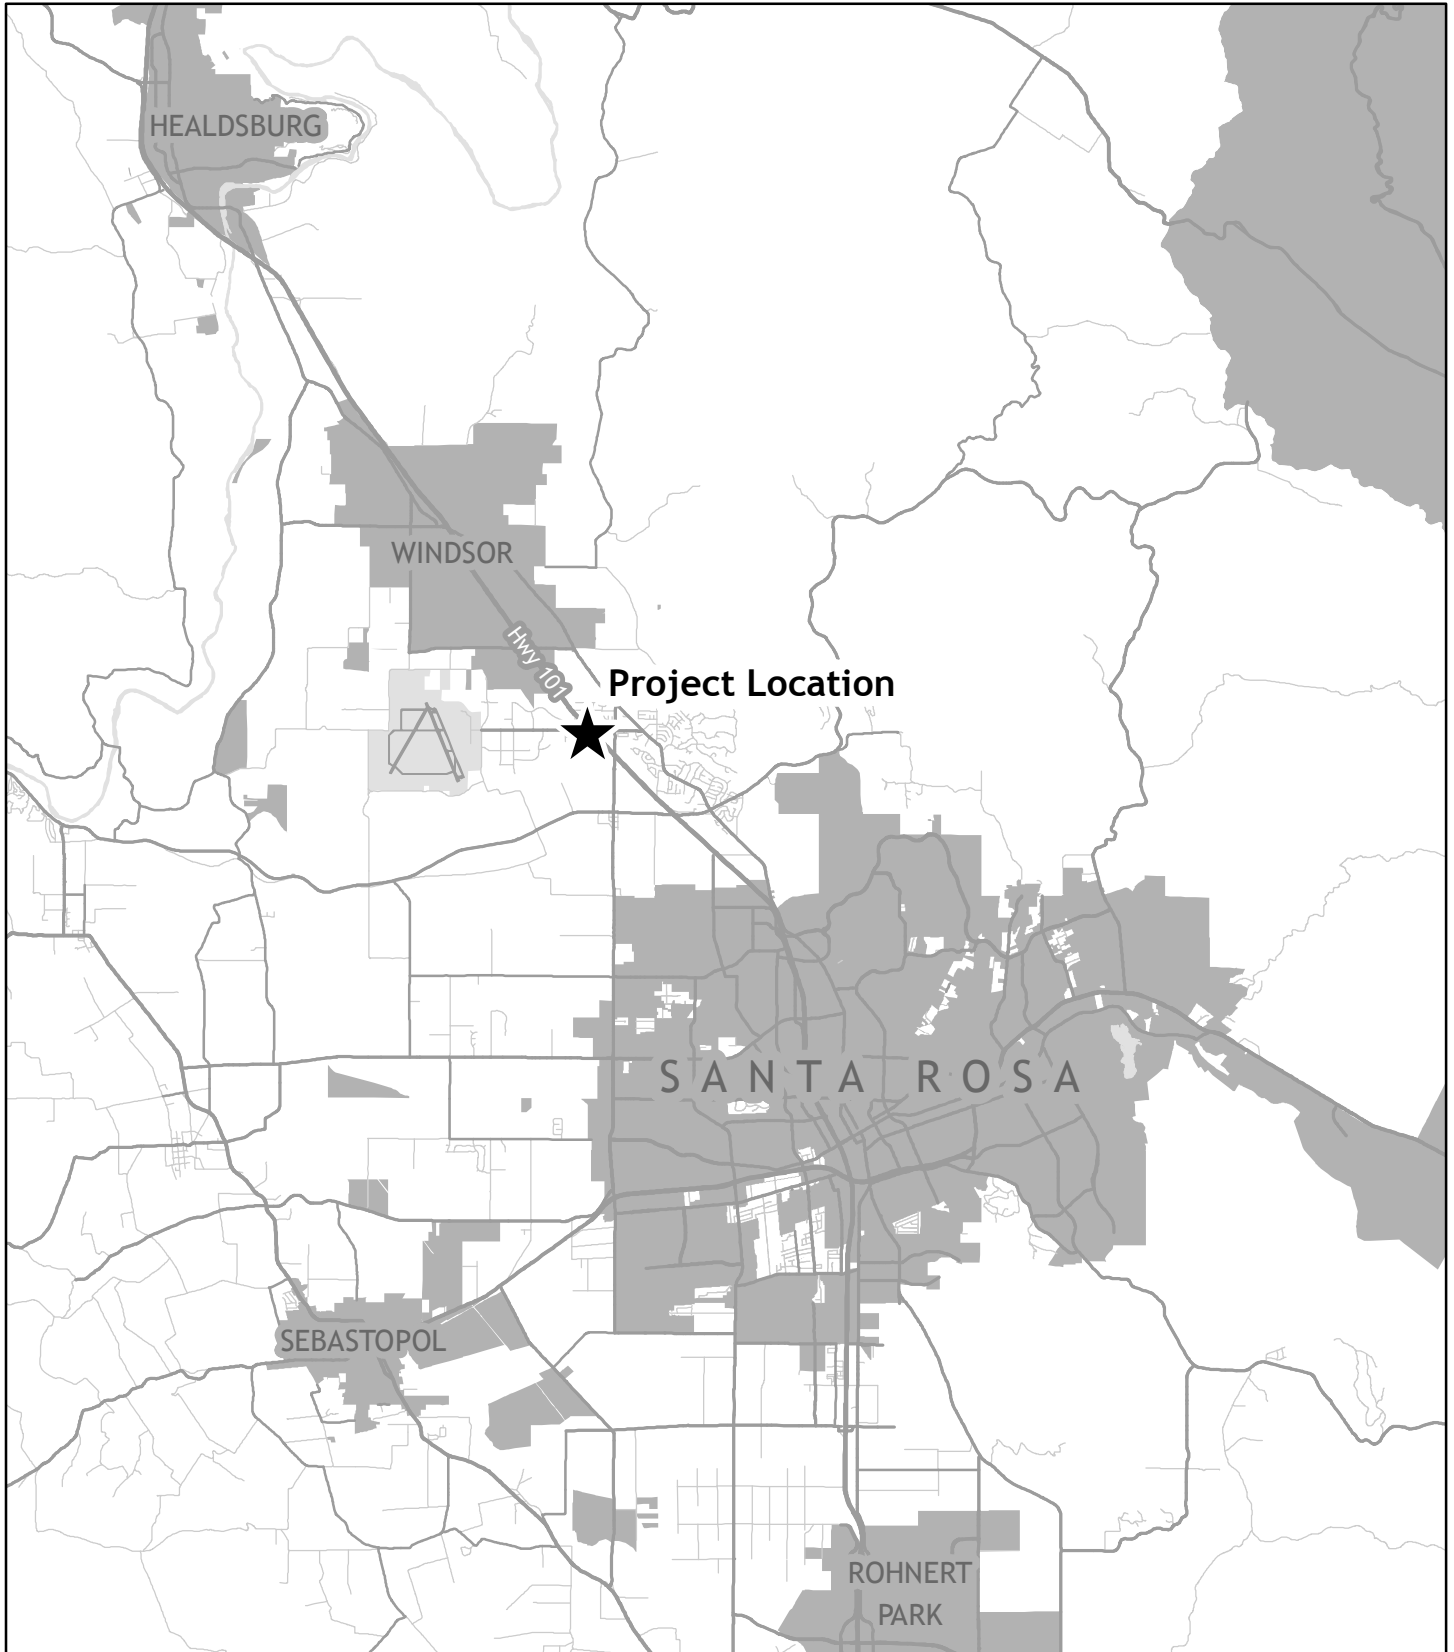 HEALDSBURG
WINDSOR
Hwy 101
Project Location
SANTA ROSA
SEBASTOPOL
ROHNERT
PARK